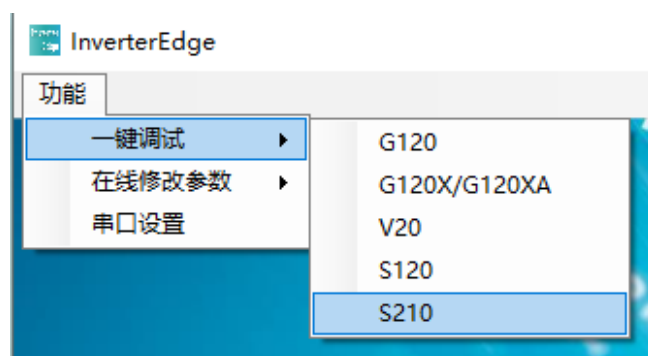 InverterEdge
功能
一键调试
在线修改参数
串口设置
G120
G120X/G120XA
V20
S120
S210